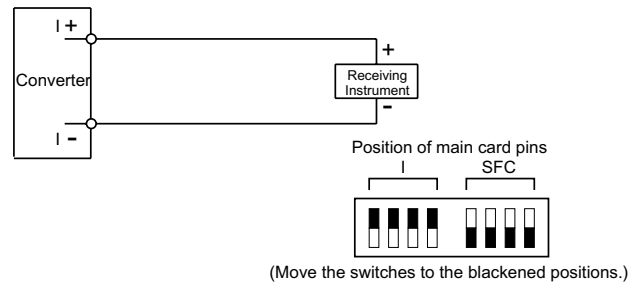 I +
Converter
I -
+
Receiving
Instrument
-
Position of main card pins
I SFC
(Move the switches to the blackened positions.)